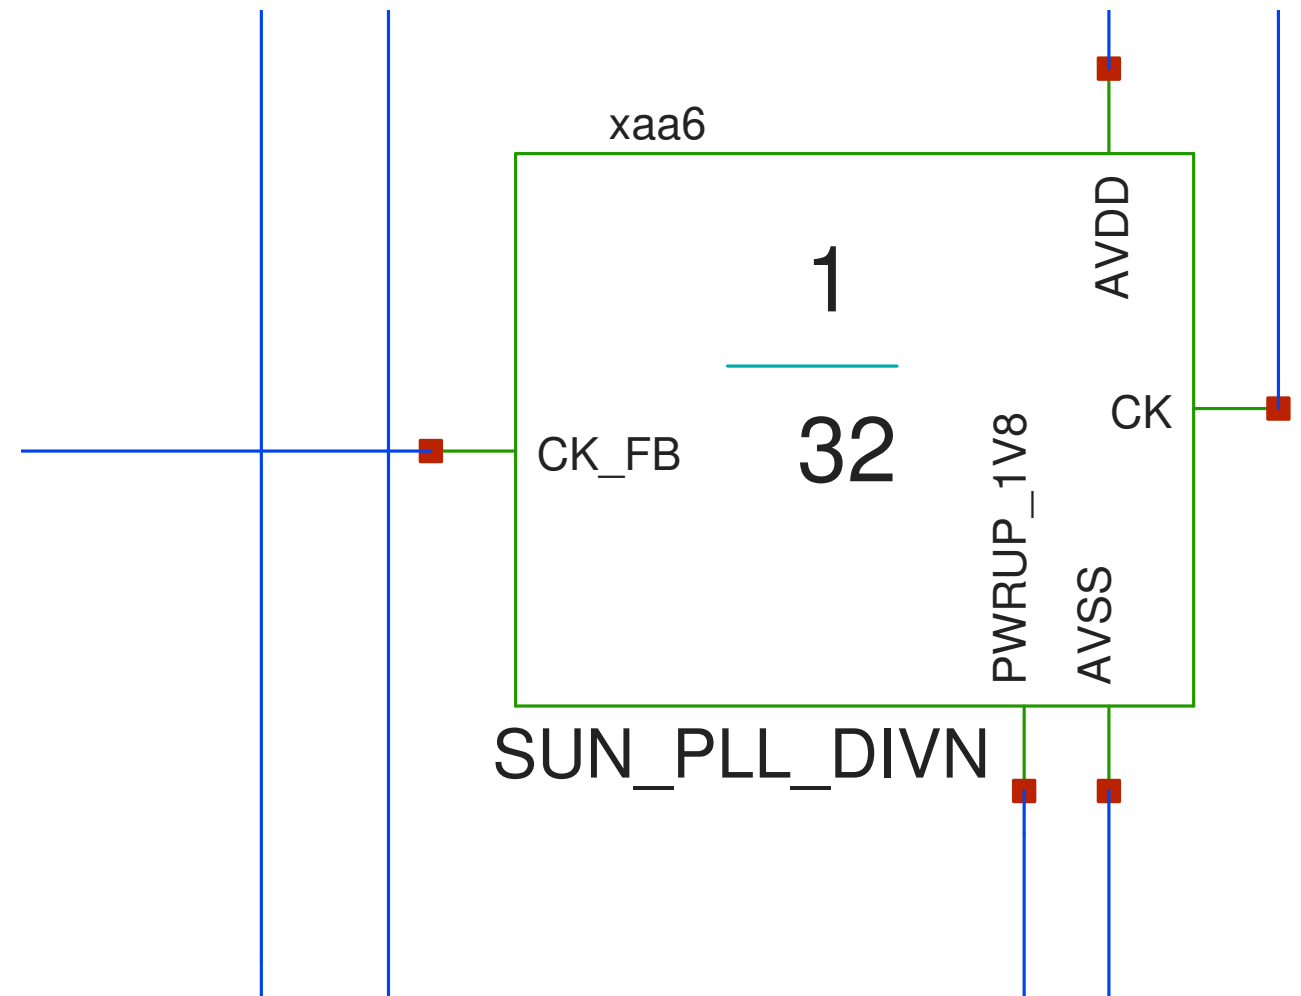 xaa6
AVDD
1
32
CK
CK_FB
PWRUP_1V8
AVSS
SUN_PLL_DIVN